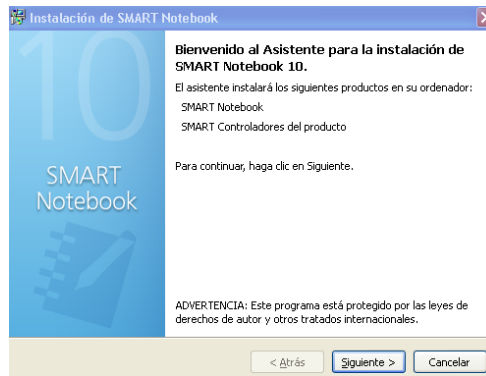 Instalación de SMART Notebook
10
SMART
Notebook
Bienvenido al Asistente para la instalación de
SMART Notebook 10.
El asistente instalará los siguientes productos en su ordenador:
SMART Notebook
SMART Controladores del producto
Para continuar, haga clic en Siguiente.
ADVERTENCIA: Este programa está protegido por las leyes de
derechos de autor y otros tratados internacionales.
< Atrás Siguiente > Cancelar